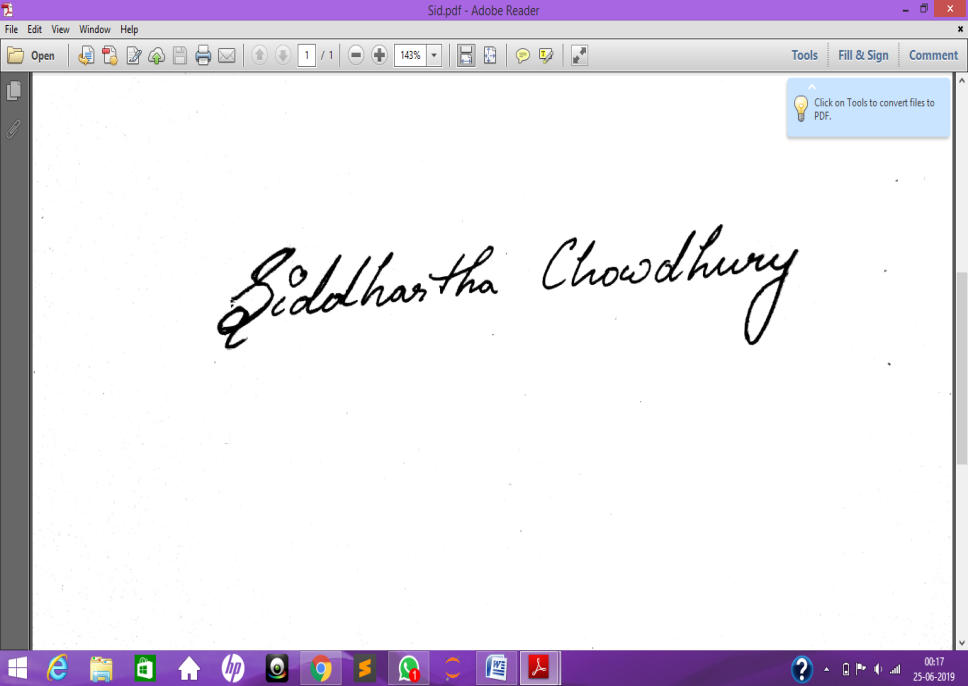 Sid.pdf - Adobe Reader
File Edit View Window Help
Open 1 / 1 143% Tools Fill & Sign Comment
Click on Tools to convert files to
PDF.
Siddhartha Chowdhury
00:17
25-06-2019